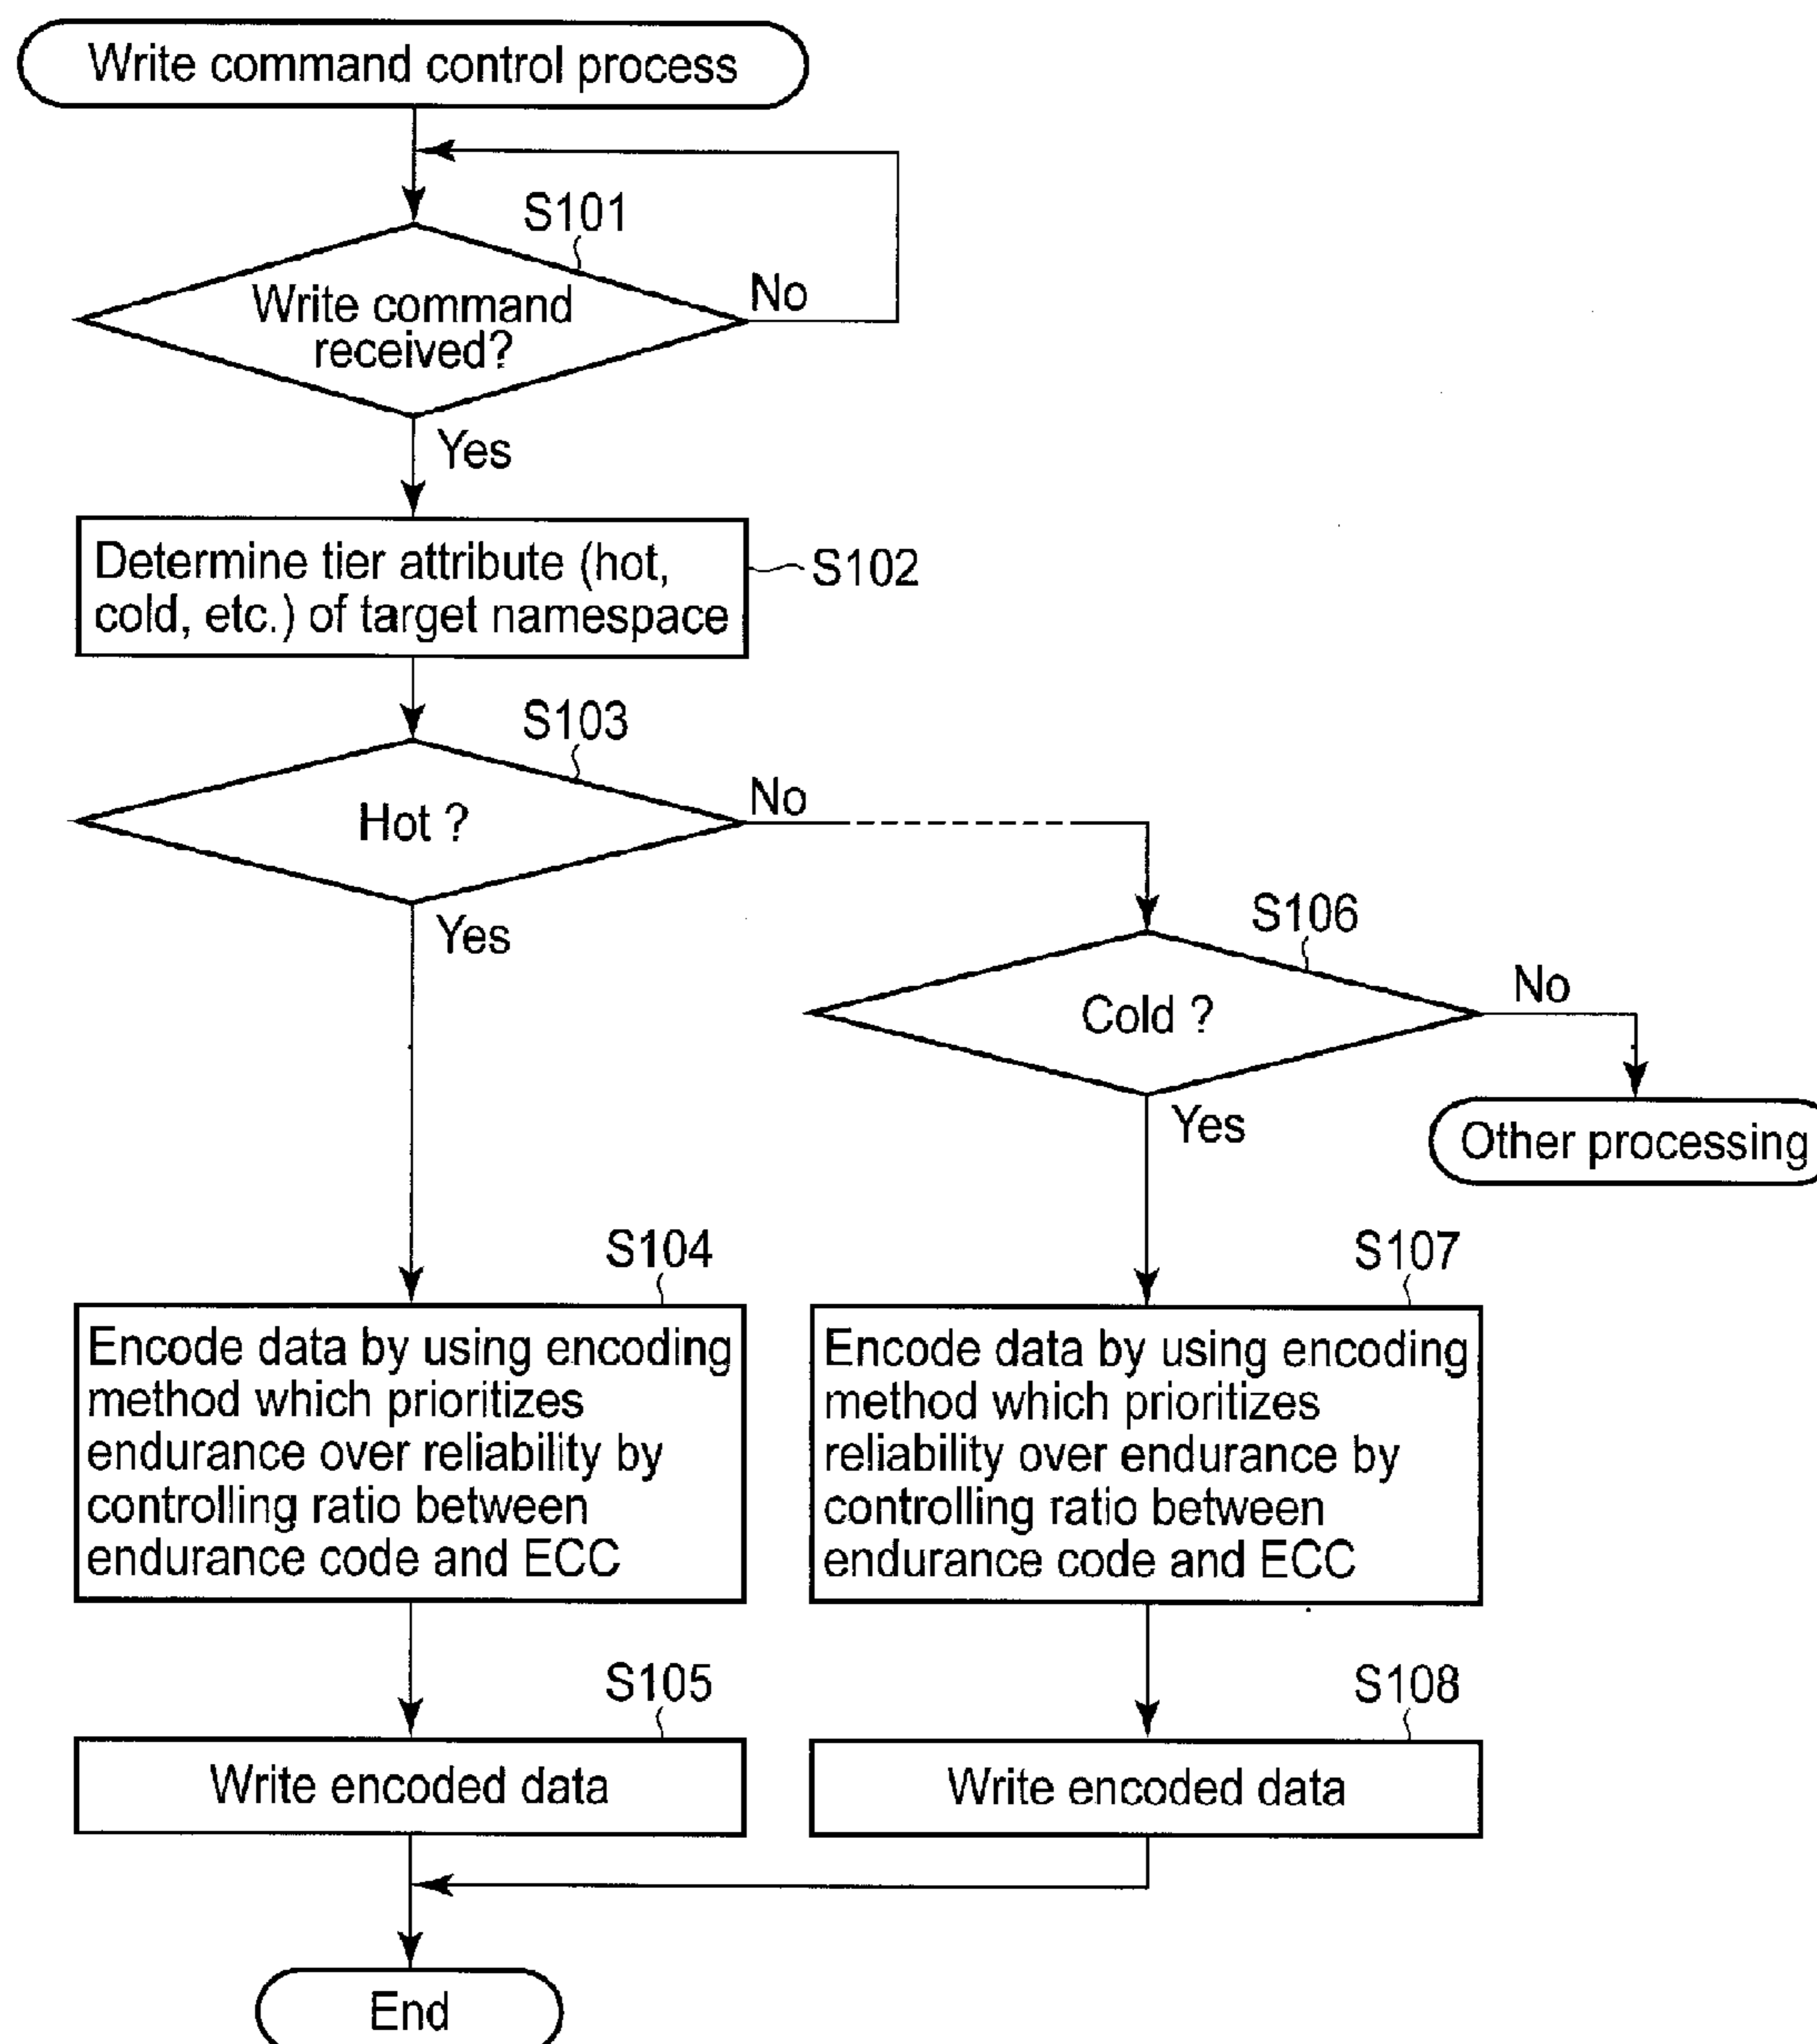 Write command control process
S101
Write command
received?
No
Yes
Determine tier attribute (hot,
cold, etc.) of target namespace
S102
S103
Hot ?
No
Yes
S106
Cold ?
No
Yes
Other processing
S104
Encode data by using encoding
method which prioritizes
endurance over reliability by
controlling ratio between
endurance code and ECC
S107
Encode data by using encoding
method which prioritizes
reliability over endurance by
controlling ratio between
endurance code and ECC
S105
Write encoded data
S108
Write encoded data
End